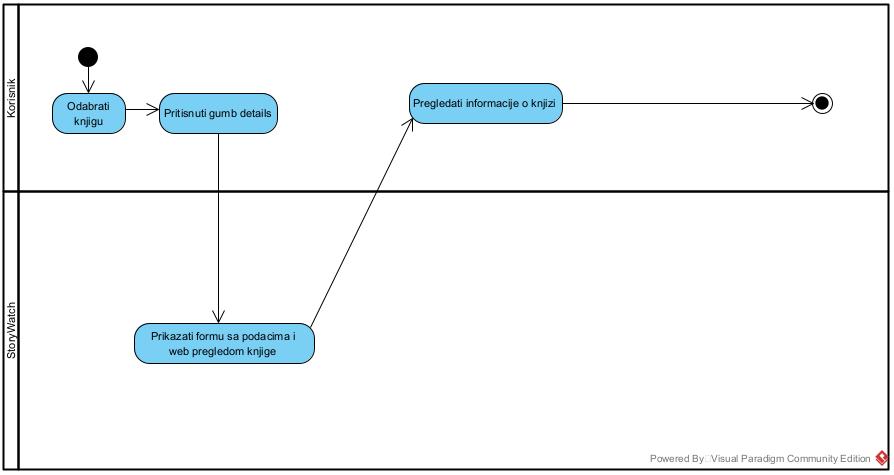 Korisnik
Odabrati
knjigu
Pritisnuti gumb details
Pregledati informacije o knjizi
StoryWatch
Prikazati formu sa podacima i
web pregledom knjige
Powered By Visual Paradigm Community Edition